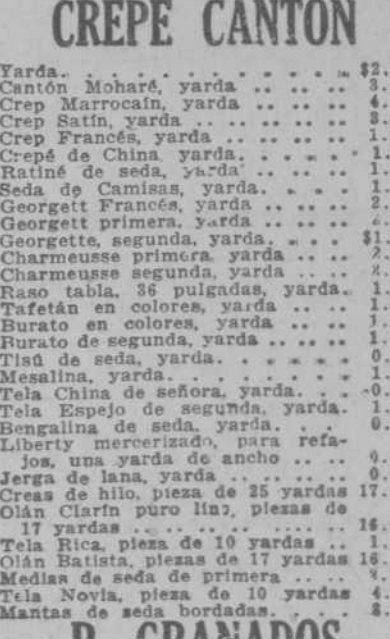 CREPE CANTON
Yarda. . . . . . . . . . . . $2.
Cantón Moharé, yarda .. .. .. 3.
Crep Marrocaín, yarda .. .. .. 4.
Crep Satín, yarda .. .. .. .. .. 3.
Crep Francés, yarda .. .. .. .. 1.
Crepé de China yarda. . . . . 1.
Ratiné de seda, yarda .. .. .. 1.
Seda de Camisas, yarda. . . . 1.
Georgett Francés, yarda .. .. .. 2.
Georgett primera, yarda .. .. ..
Georgette, segunda, yarda. . . . $1
Charmeusse primera, yarda .. .. 2.
Charmeusse segunda, yarda .. ..
Raso tabla, 36 pulgadas, yarda. 1.
Tafetán en colores, yarda .. .. 1.
Burato en colores, yarda .. .. 1.
Burato de segunda, yarda .. .. .. 1.
Tisú de seda, yarda. . . . . . 0.
Mesalina, yarda. . . . . . . . 1.
Tela China de señora, yarda. . . 0.
Tela Espejo de segunda, yarda. 1.
Bengalina de seda, yarda. . . . 0.
Liberty mercerizado, para refa-
jos, una yarda de ancho .. .. 0.
Jerga de lana, yarda .. .. .. .. 0.
Creas de hilo, pieza de 25 yardas 17.
Olán Clarín puro lino, piezas de
17 yardas .. .. .. .. .. .. .. 16.
Tela Rica, pieza de 10 yardas .. 1.
Olán Batista, piezas de 17 yardas 16.
Medias de seda de primera .. ..
Tela Novia, pieza de 10 yardas 4.
Mantas de seda bordadas. . . . 8.
R. GRANADOS